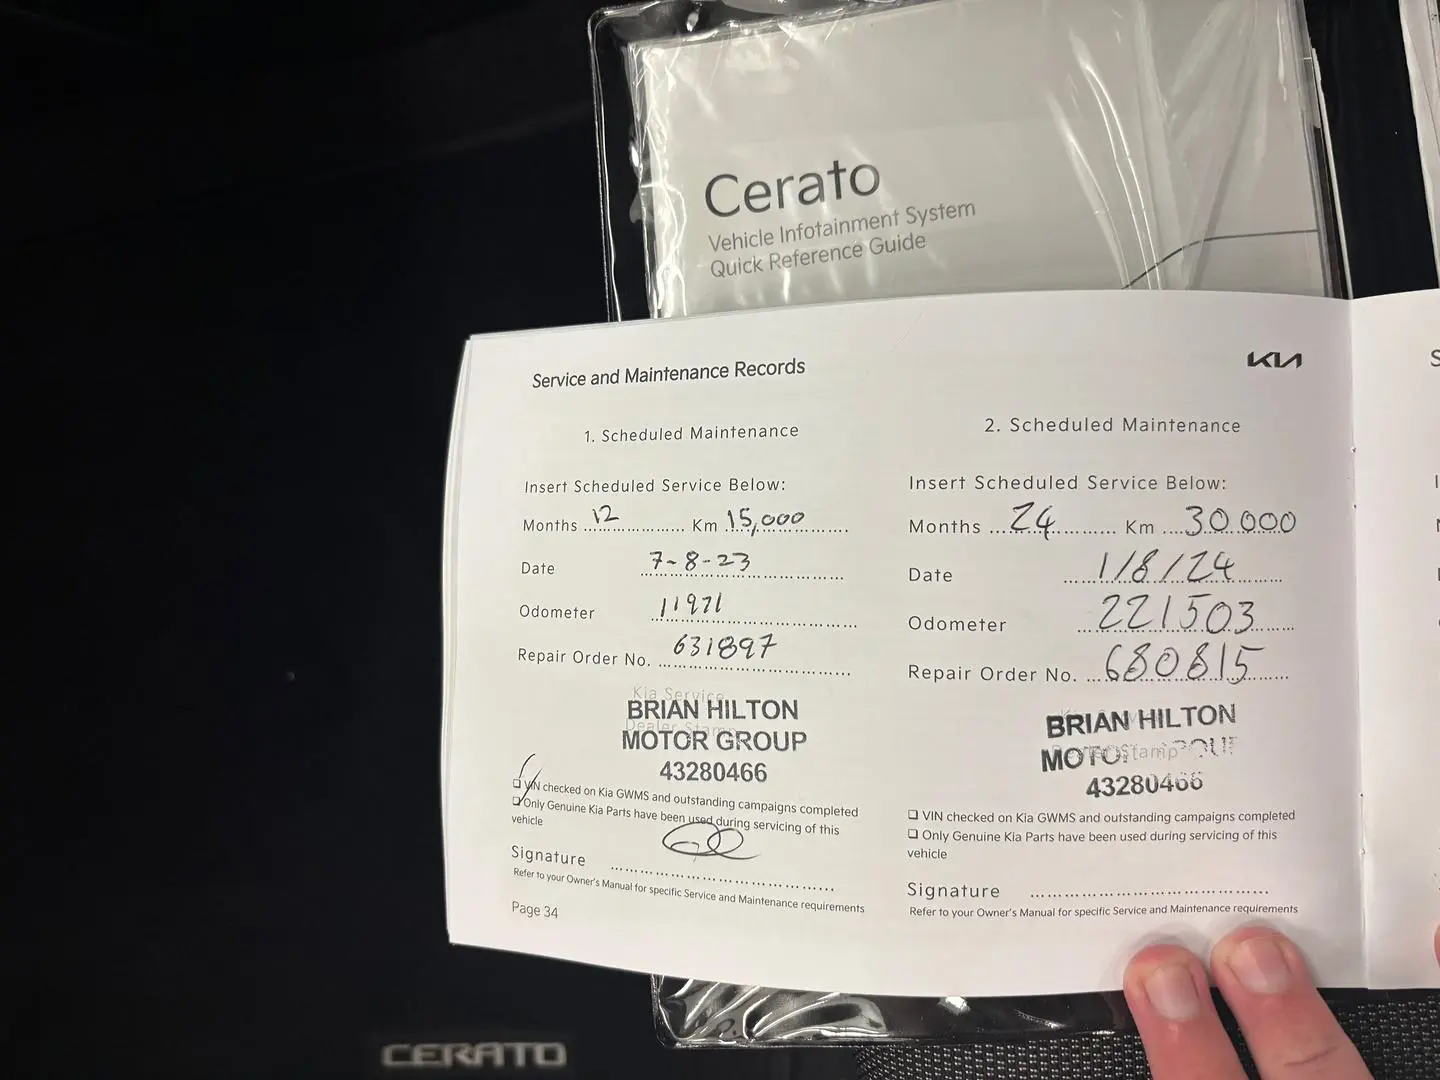 Cerato
Vehicle Infotainment System
Quick Reference Guide
Service and Maintenance Records
KIA
1. Scheduled Maintenance
Insert Scheduled Service Below:
Months 12 Km 15,000
Date 7-8-23
Odometer 11971
Repair Order No. 631897
Kia Service
Dealer Stamp
BRIAN HILTON
MOTOR GROUP
43280466
❑ VIN checked on Kia GWMS and outstanding campaigns completed
❑ Only Genuine Kia Parts have been used during servicing of this
vehicle
Signature
Refer to your Owner's Manual for specific Service and Maintenance requirements
Page 34
2. Scheduled Maintenance
Insert Scheduled Service Below:
Months 24 Km 30.000
Date 1/8/24
Odometer 221503
Repair Order No. 680815
BRIAN HILTON
Stamp
43280466
❑ VIN checked on Kia GWMS and outstanding campaigns completed
❑ Only Genuine Kia Parts have been used during servicing of this
vehicle
Signature
Refer to your Owner's Manual for specific Service and Maintenance requirements
CERATO